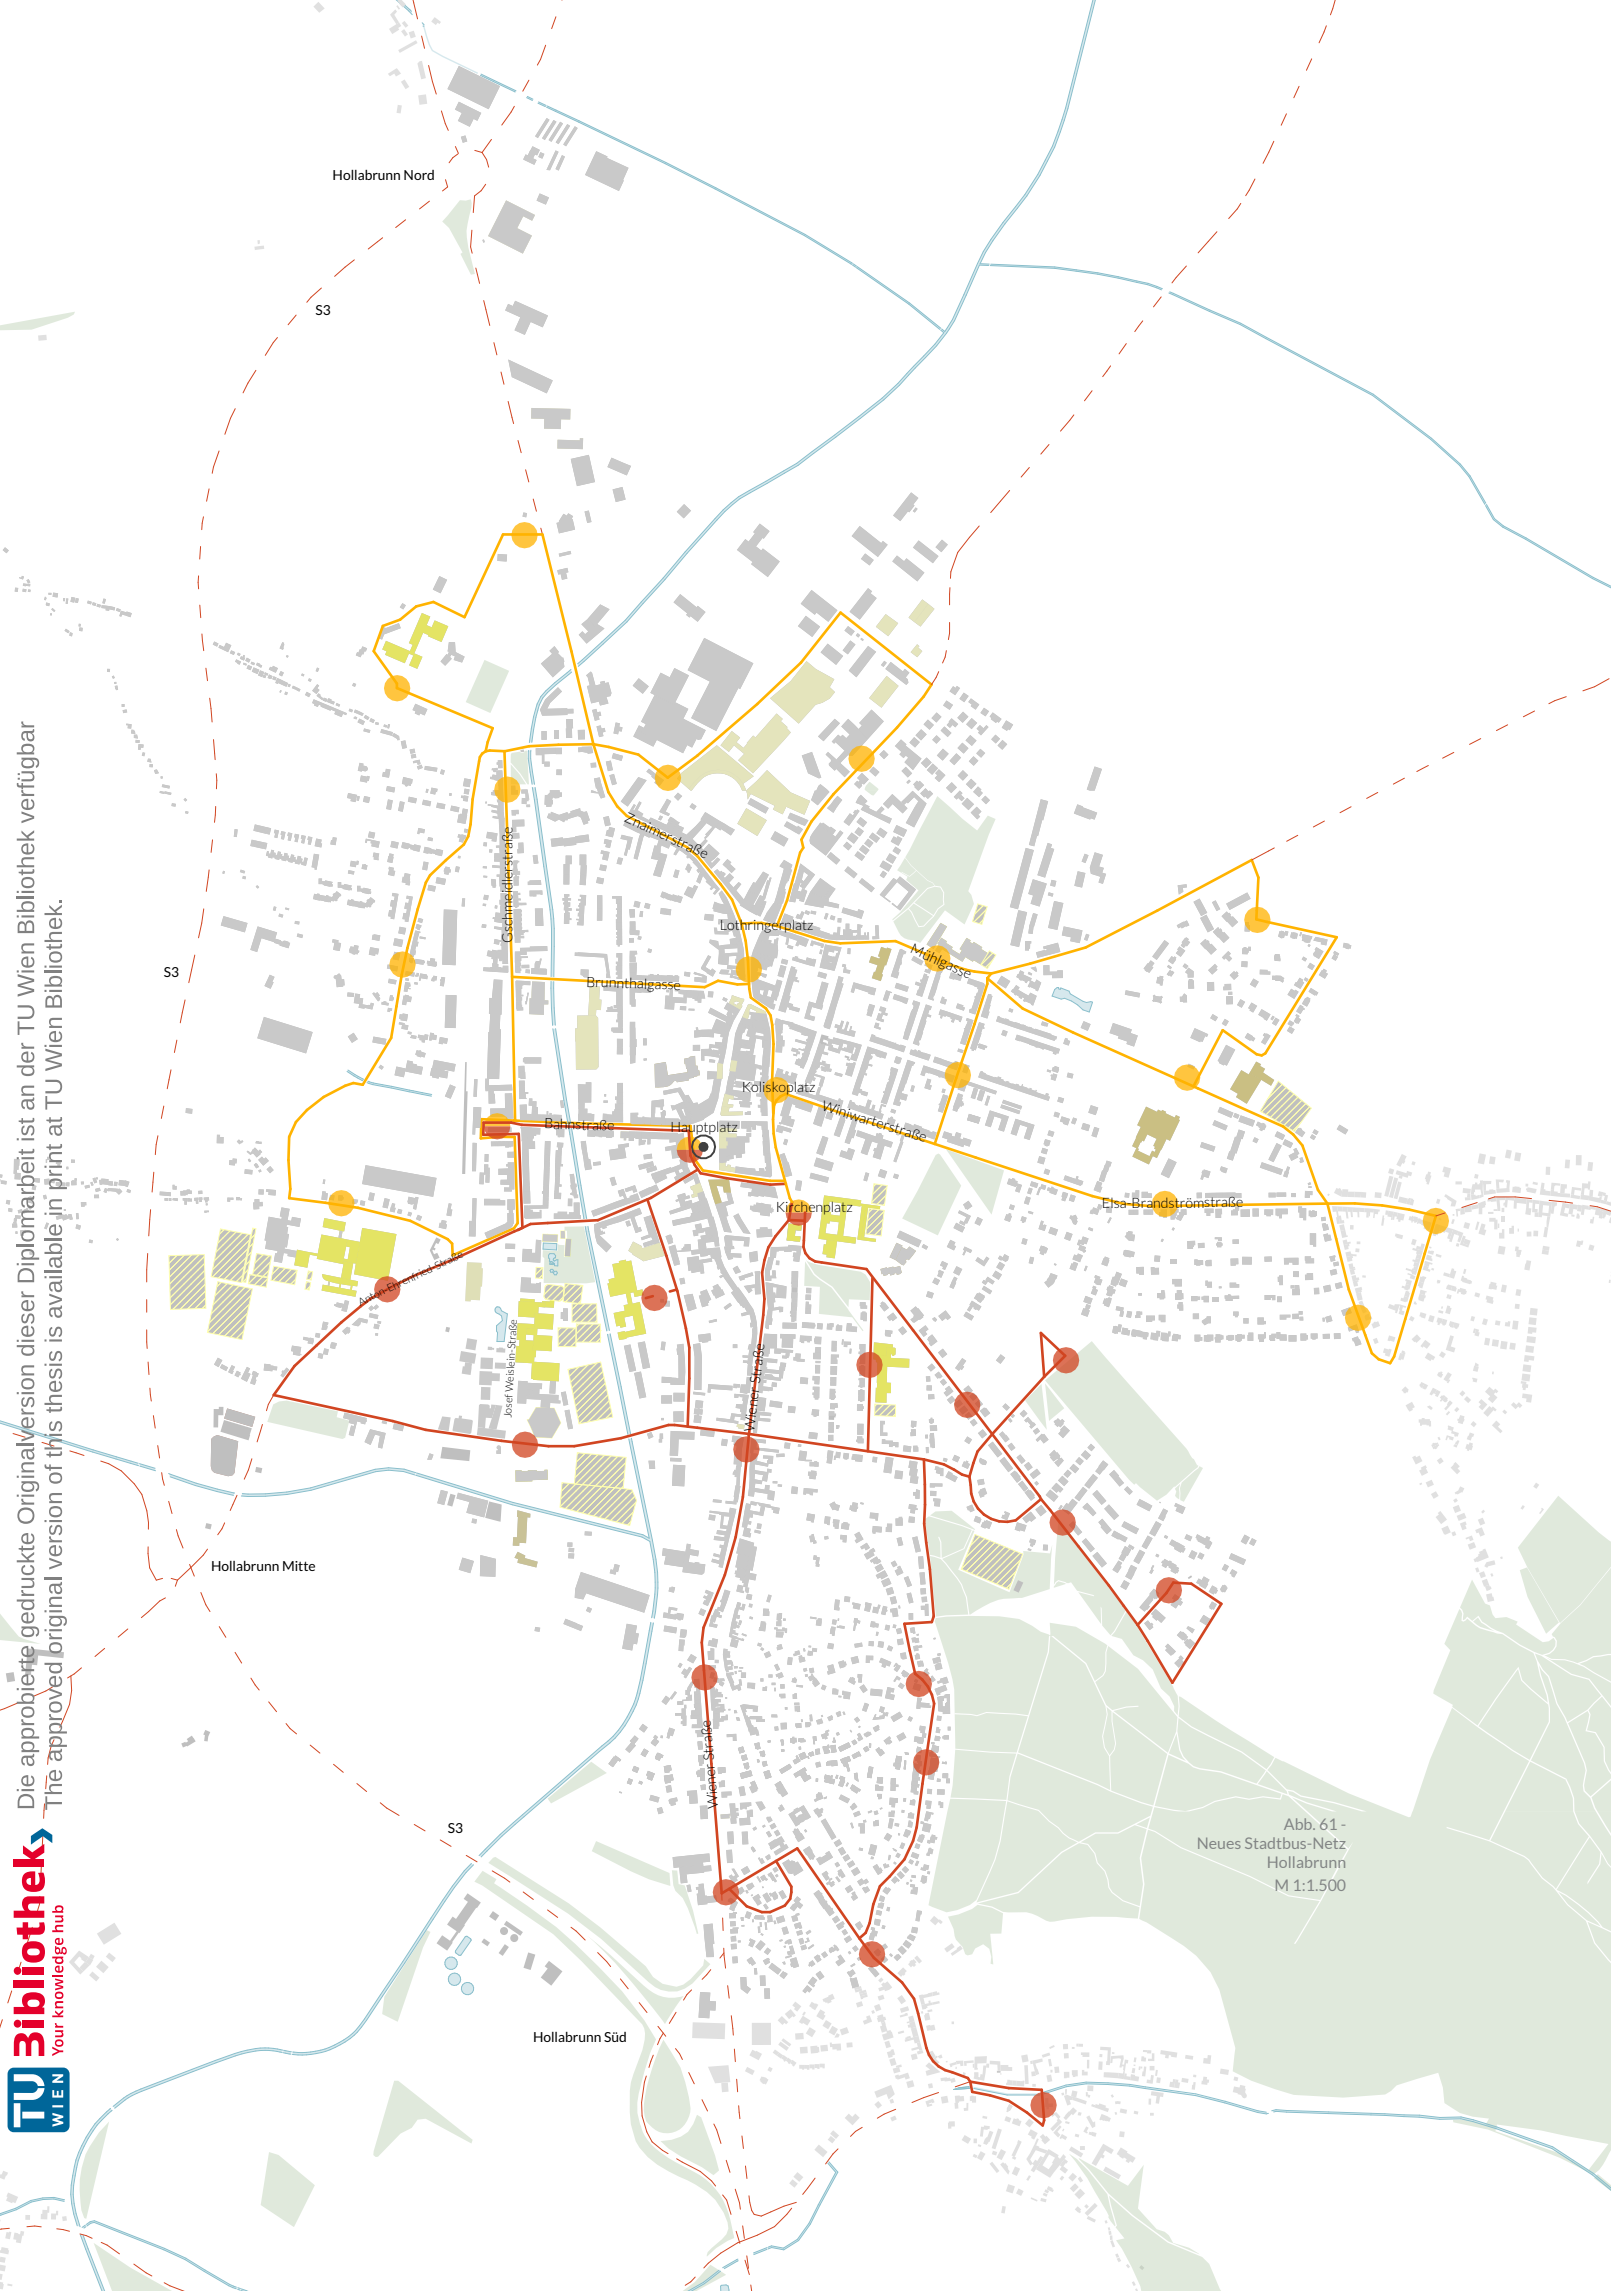 Hollabrunn Nord
S3
Znaimerstraße
Gschmeidlerstraße
Lothringerplatz
Mühlgasse
S3
Brunnthalgasse
Koliskoplatz
Winiwarterstraße
Bahnstraße
Hauptplatz
Elsa-Brandströmstraße
Kirchenplatz
Anton-Ehrenfried-Straße
Josef Weislein-Straße
Wiener Straße
Hollabrunn Mitte
Wiener Straße
S3
Abb. 61 -
Neues Stadtbus-Netz
Hollabrunn
M 1:1.500
Hollabrunn Süd
Die approbierte gedruckte Originalversion dieser Diplomarbeit ist an der TU Wien Bibliothek verfügbar
The approved original version of this thesis is available in print at TU Wien Bibliothek.
TU WIEN Bibliothek
Your knowledge hub